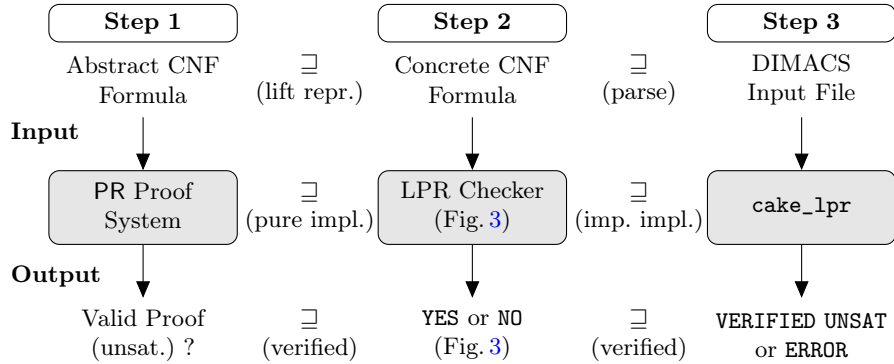 Step 1 Step 2 Step 3
Abstract CNF ⊒ Concrete CNF ⊒ DIMACS
Formula (lift repr.) Formula (parse) Input File
Input
PR Proof ⊒ LPR Checker ⊒ cake_lpr
System (pure impl.) (Fig. 3) (imp. impl.)
Output
Valid Proof ⊒ YES or NO ⊒ VERIFIED UNSAT
(unsat.) ? (verified) (Fig. 3) (verified) or ERROR